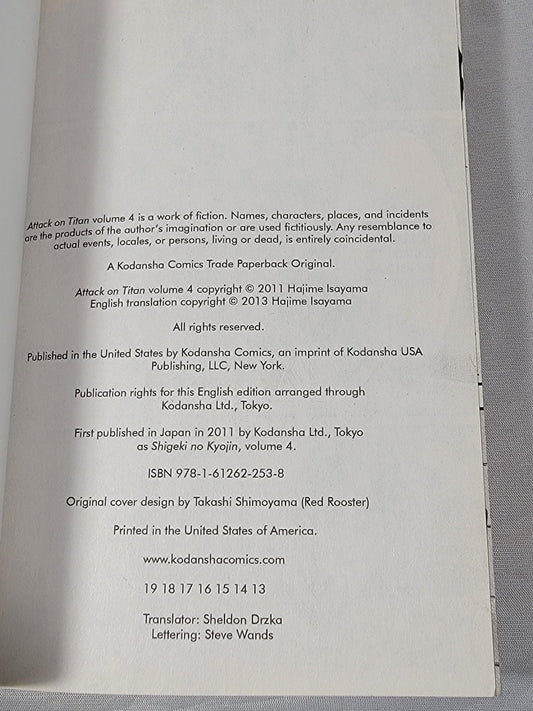 Attack on Titan volume 4 is a work of fiction. Names, characters, places, and incidents
are the products of the author's imagination or are used fictitiously. Any resemblance to
actual events, locales, or persons, living or dead, is entirely coincidental.
A Kodansha Comics Trade Paperback Original.
Attack on Titan volume 4 copyright © 2011 Hajime Isayama
English translation copyright © 2013 Hajime Isayama
All rights reserved.
Published in the United States by Kodansha Comics, an imprint of Kodansha USA
Publishing, LLC, New York.
Publication rights for this English edition arranged through
Kodansha Ltd., Tokyo.
First published in Japan in 2011 by Kodansha Ltd., Tokyo
as Shigeki no Kyojin, volume 4.
ISBN 978-1-61262-253-8
Original cover design by Takashi Shimoyama (Red Rooster)
Printed in the United States of America.
www.kodanshacomics.com
19 18 17 16 15 14 13
Translator: Sheldon Drzka
Lettering: Steve Wands